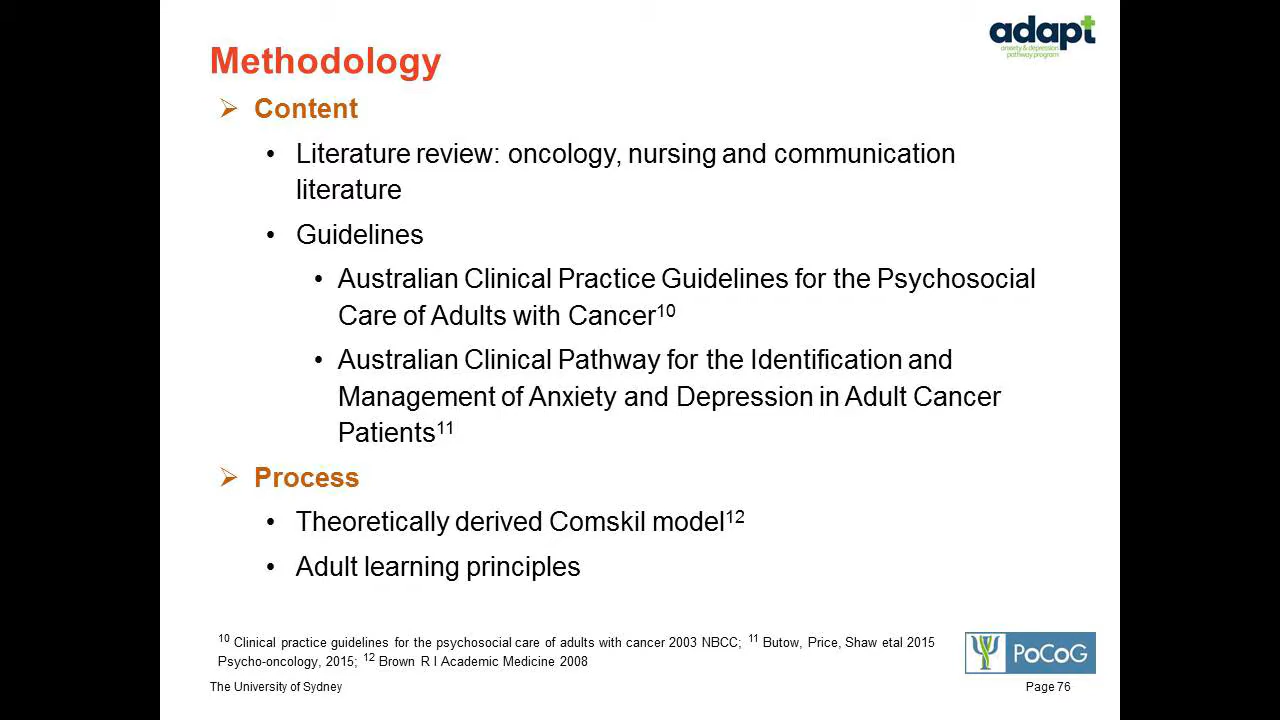 adapt
anxiety & depression
pathway program
Methodology
➢ Content
• Literature review: oncology, nursing and communication
literature
• Guidelines
• Australian Clinical Practice Guidelines for the Psychosocial
Care of Adults with Cancer¹⁰
• Australian Clinical Pathway for the Identification and
Management of Anxiety and Depression in Adult Cancer
Patients¹¹
➢ Process
• Theoretically derived Comskil model¹²
• Adult learning principles
¹⁰ Clinical practice guidelines for the psychosocial care of adults with cancer 2003 NBCC; ¹¹ Butow, Price, Shaw etal 2015
Psycho-oncology, 2015; ¹² Brown R I Academic Medicine 2008
PoCoG
The University of Sydney
Page 76